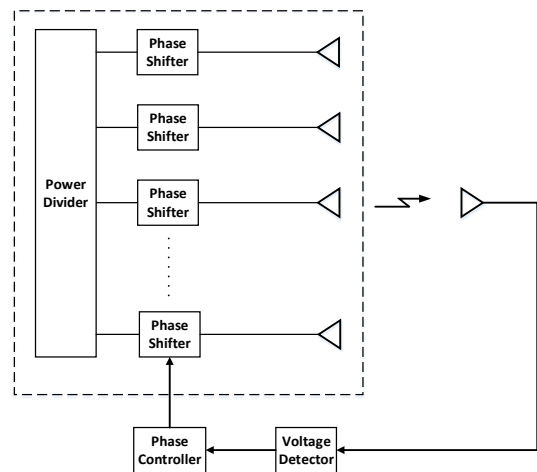 Phase
Shifter
Phase
Shifter
Power
Divider
Phase
Shifter
Phase
Shifter
Phase
Controller
Voltage
Detector